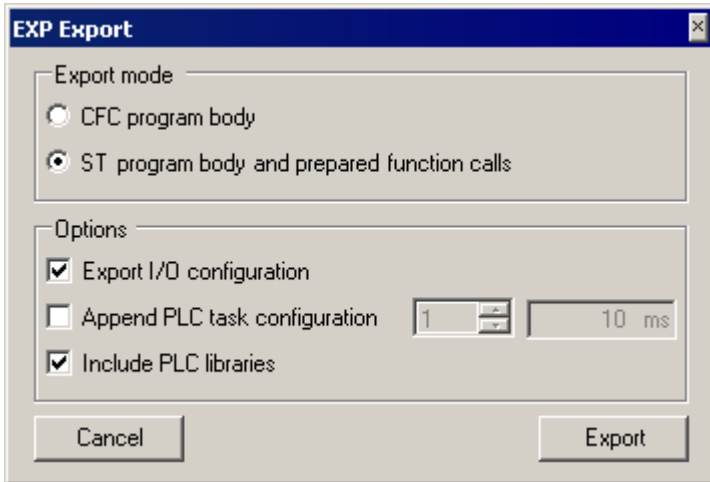 EXP Export
Export mode
CFC program body
ST program body and prepared function calls
Options
Export I/O configuration
Append PLC task configuration 1 10 ms
Include PLC libraries
Cancel Export